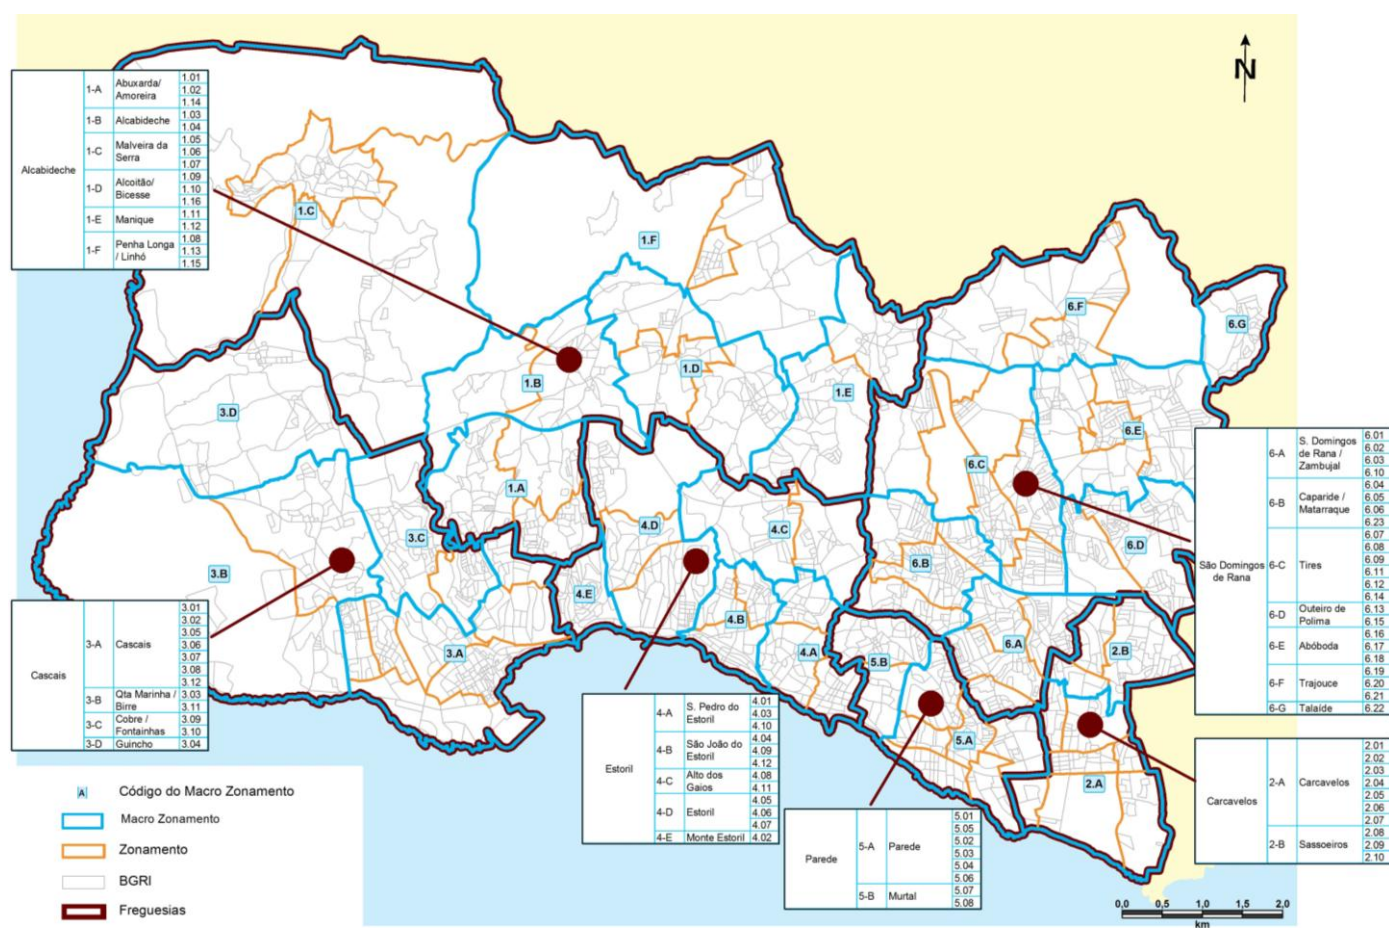 N
Alcabideche
1-A Abuxarda/ Amoreira 1.01 1.02 1.14
1-B Alcabideche 1.03 1.04
1-C Malveira da Serra 1.05 1.06 1.07
1-D Alcoitão/ Bicesse 1.09 1.10 1.16
1-E Manique 1.11 1.12
1-F Penha Longa / Linhó 1.08 1.13 1.15
1.C
1.F
6.F
6.G
1.B
1.D
1.E
3.D
6.E
6.C
1.A
4.D
4.C
3.C
6.D
6.B
3.B
4.E
4.B
3.A
4.A
5.B
6.A
2.B
5.A
2.A
São Domingos de Rana
6-A S. Domingos de Rana / Zambujal 6.01 6.02 6.03 6.10
6-B Caparide / Matarraque 6.04 6.05 6.06 6.23
6-C Tires 6.07 6.08 6.09 6.11 6.12 6.14
6-D Outeiro de Polima 6.13 6.15
6-E Abóboda 6.16 6.17 6.18
6-F Trajouce 6.19 6.20 6.21
6-G Talaíde 6.22
Cascais
3-A Cascais 3.01 3.02 3.05 3.06 3.07 3.08 3.12
3-B Qta Marinha / Birre 3.03 3.11
3-C Cobre / Fontainhas 3.09 3.10
3-D Guincho 3.04
Estoril
4-A S. Pedro do Estoril 4.01 4.03 4.10
4-B São João do Estoril 4.04 4.09 4.12
4-C Alto dos Gaios 4.08 4.11
4-D Estoril 4.05 4.06 4.07
4-E Monte Estoril 4.02
Carcavelos
2-A Carcavelos 2.01 2.02 2.03 2.04 2.05 2.06 2.07
2-B Sassoeiros 2.08 2.09 2.10
Parede
5-A Parede 5.01 5.05 5.02 5.03 5.04 5.06
5-B Murtal 5.07 5.08
A Código do Macro Zonamento
Macro Zonamento
Zonamento
BGRI
Freguesias
0,0 0,5 1,0 1,5 2,0
km